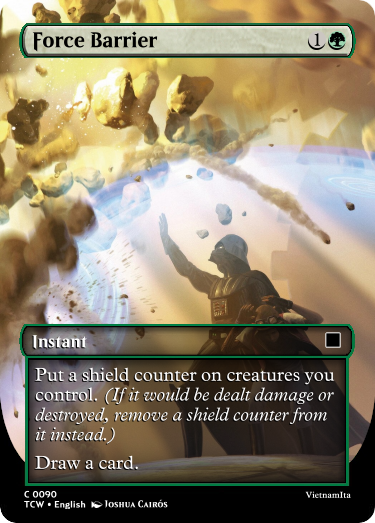 Force Barrier 1
Instant
Put a shield counter on creatures you
control. (If it would be dealt damage or
destroyed, remove a shield counter from
it instead.)
Draw a card.
C 0090
TCW • English Joshua Cairós
VietnamIta